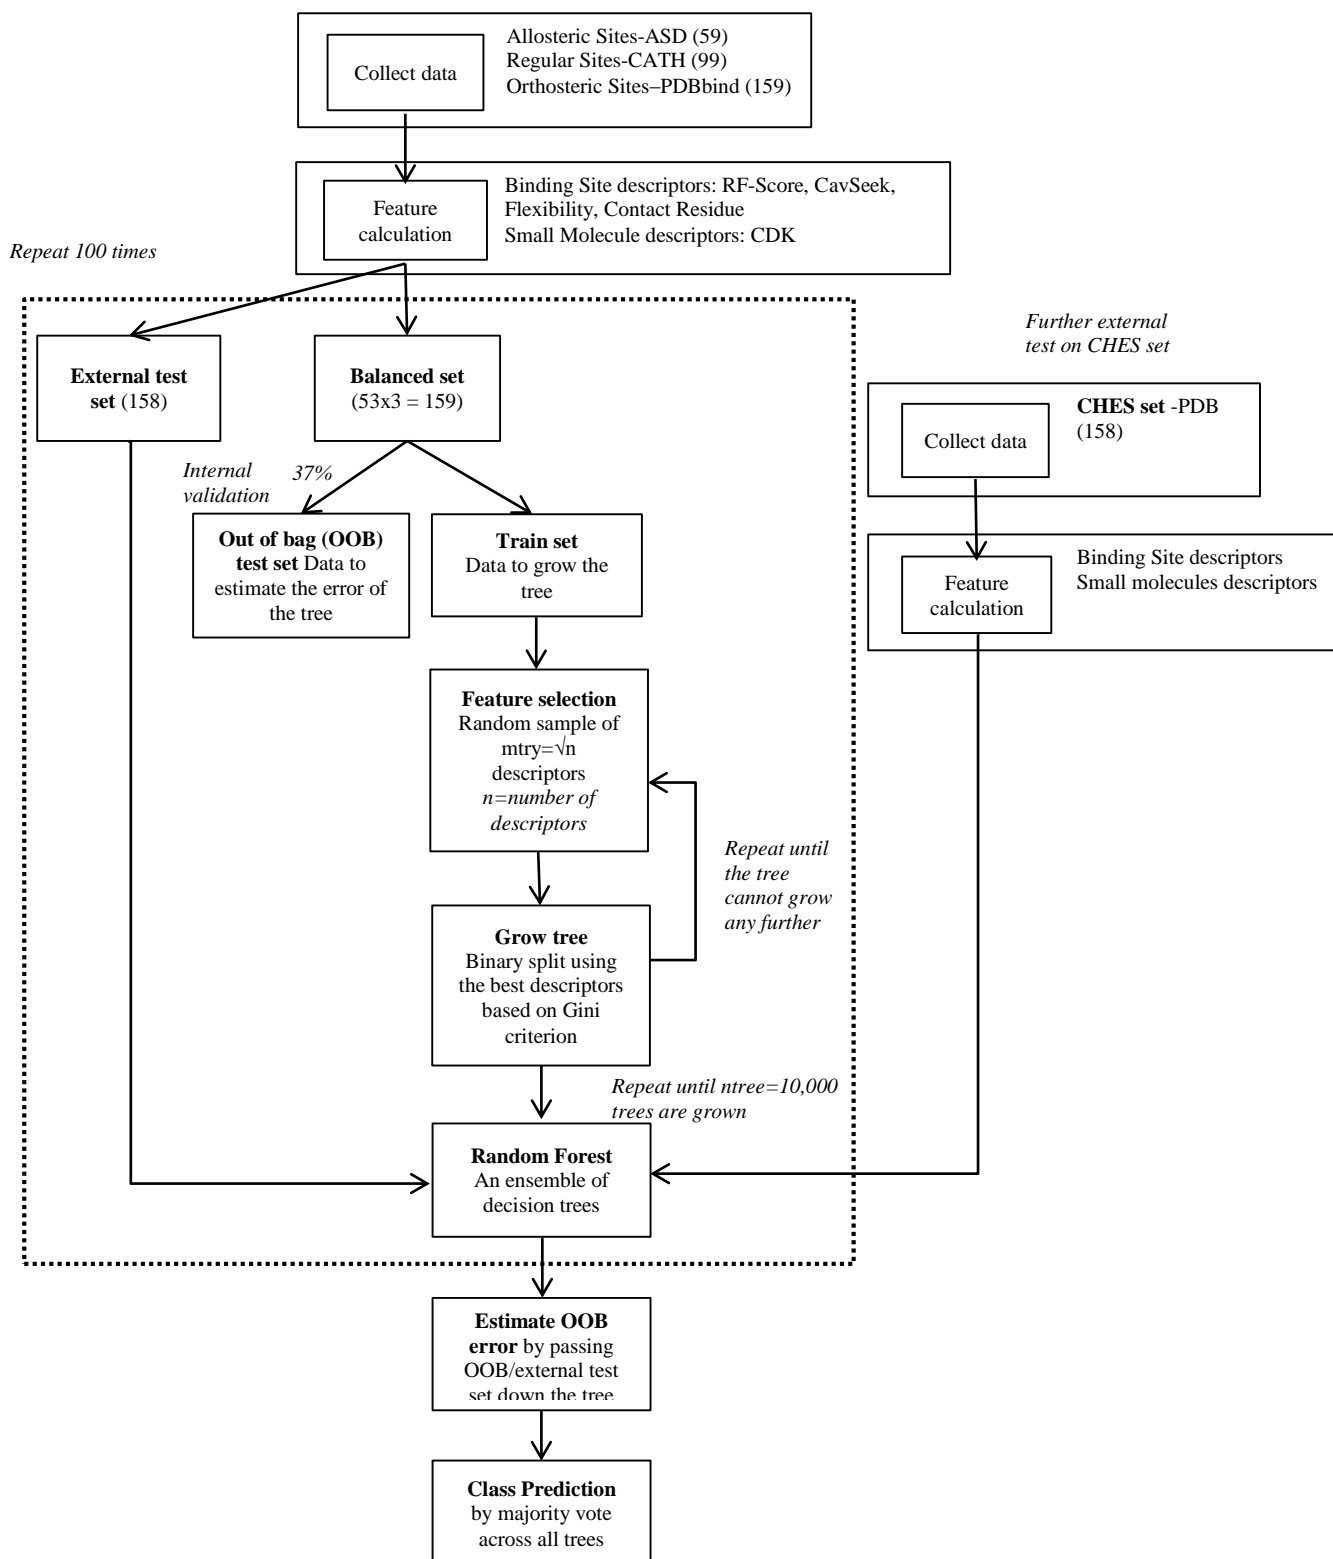 Collect data
Allosteric Sites-ASD (59)
Regular Sites-CATH (99)
Orthosteric Sites–PDBbind (159)
Feature
calculation
Binding Site descriptors: RF-Score, CavSeek,
Flexibility, Contact Residue
Small Molecule descriptors: CDK
Repeat 100 times
External test
set (158)
Balanced set
(53x3 = 159)
Further external
test on CHES set
Collect data
CHES set -PDB
(158)
Internal
validation
37%
Out of bag (OOB)
test set Data to
estimate the error of
the tree
Train set
Data to grow the
tree
Feature
calculation
Binding Site descriptors
Small molecules descriptors
Feature selection
Random sample of
mtry=√n
descriptors
n=number of
descriptors
Repeat until
the tree
cannot grow
any further
Grow tree
Binary split using
the best descriptors
based on Gini
criterion
Repeat until ntree=10,000
trees are grown
Random Forest
An ensemble of
decision trees
Estimate OOB
error by passing
OOB/external test
set down the tree
Class Prediction
by majority vote
across all trees